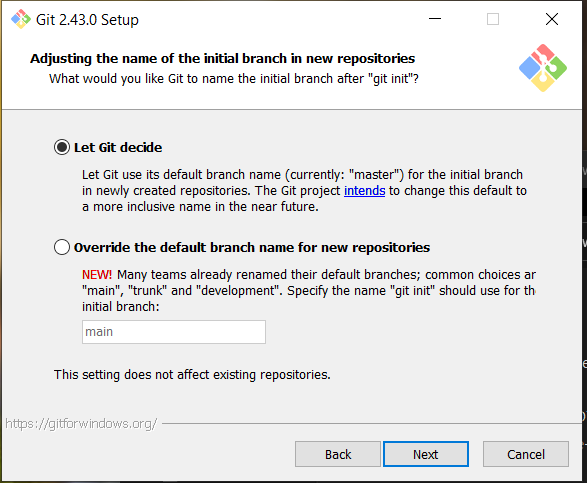 Git 2.43.0 Setup
Adjusting the name of the initial branch in new repositories
What would you like Git to name the initial branch after "git init"?
Let Git decide
Let Git use its default branch name (currently: "master") for the initial branch
in newly created repositories. The Git project intends to change this default to
a more inclusive name in the near future.
Override the default branch name for new repositories
NEW! Many teams already renamed their default branches; common choices ar
"main", "trunk" and "development". Specify the name "git init" should use for the
initial branch:
main
This setting does not affect existing repositories.
https://gitforwindows.org/
Back
Next
Cancel